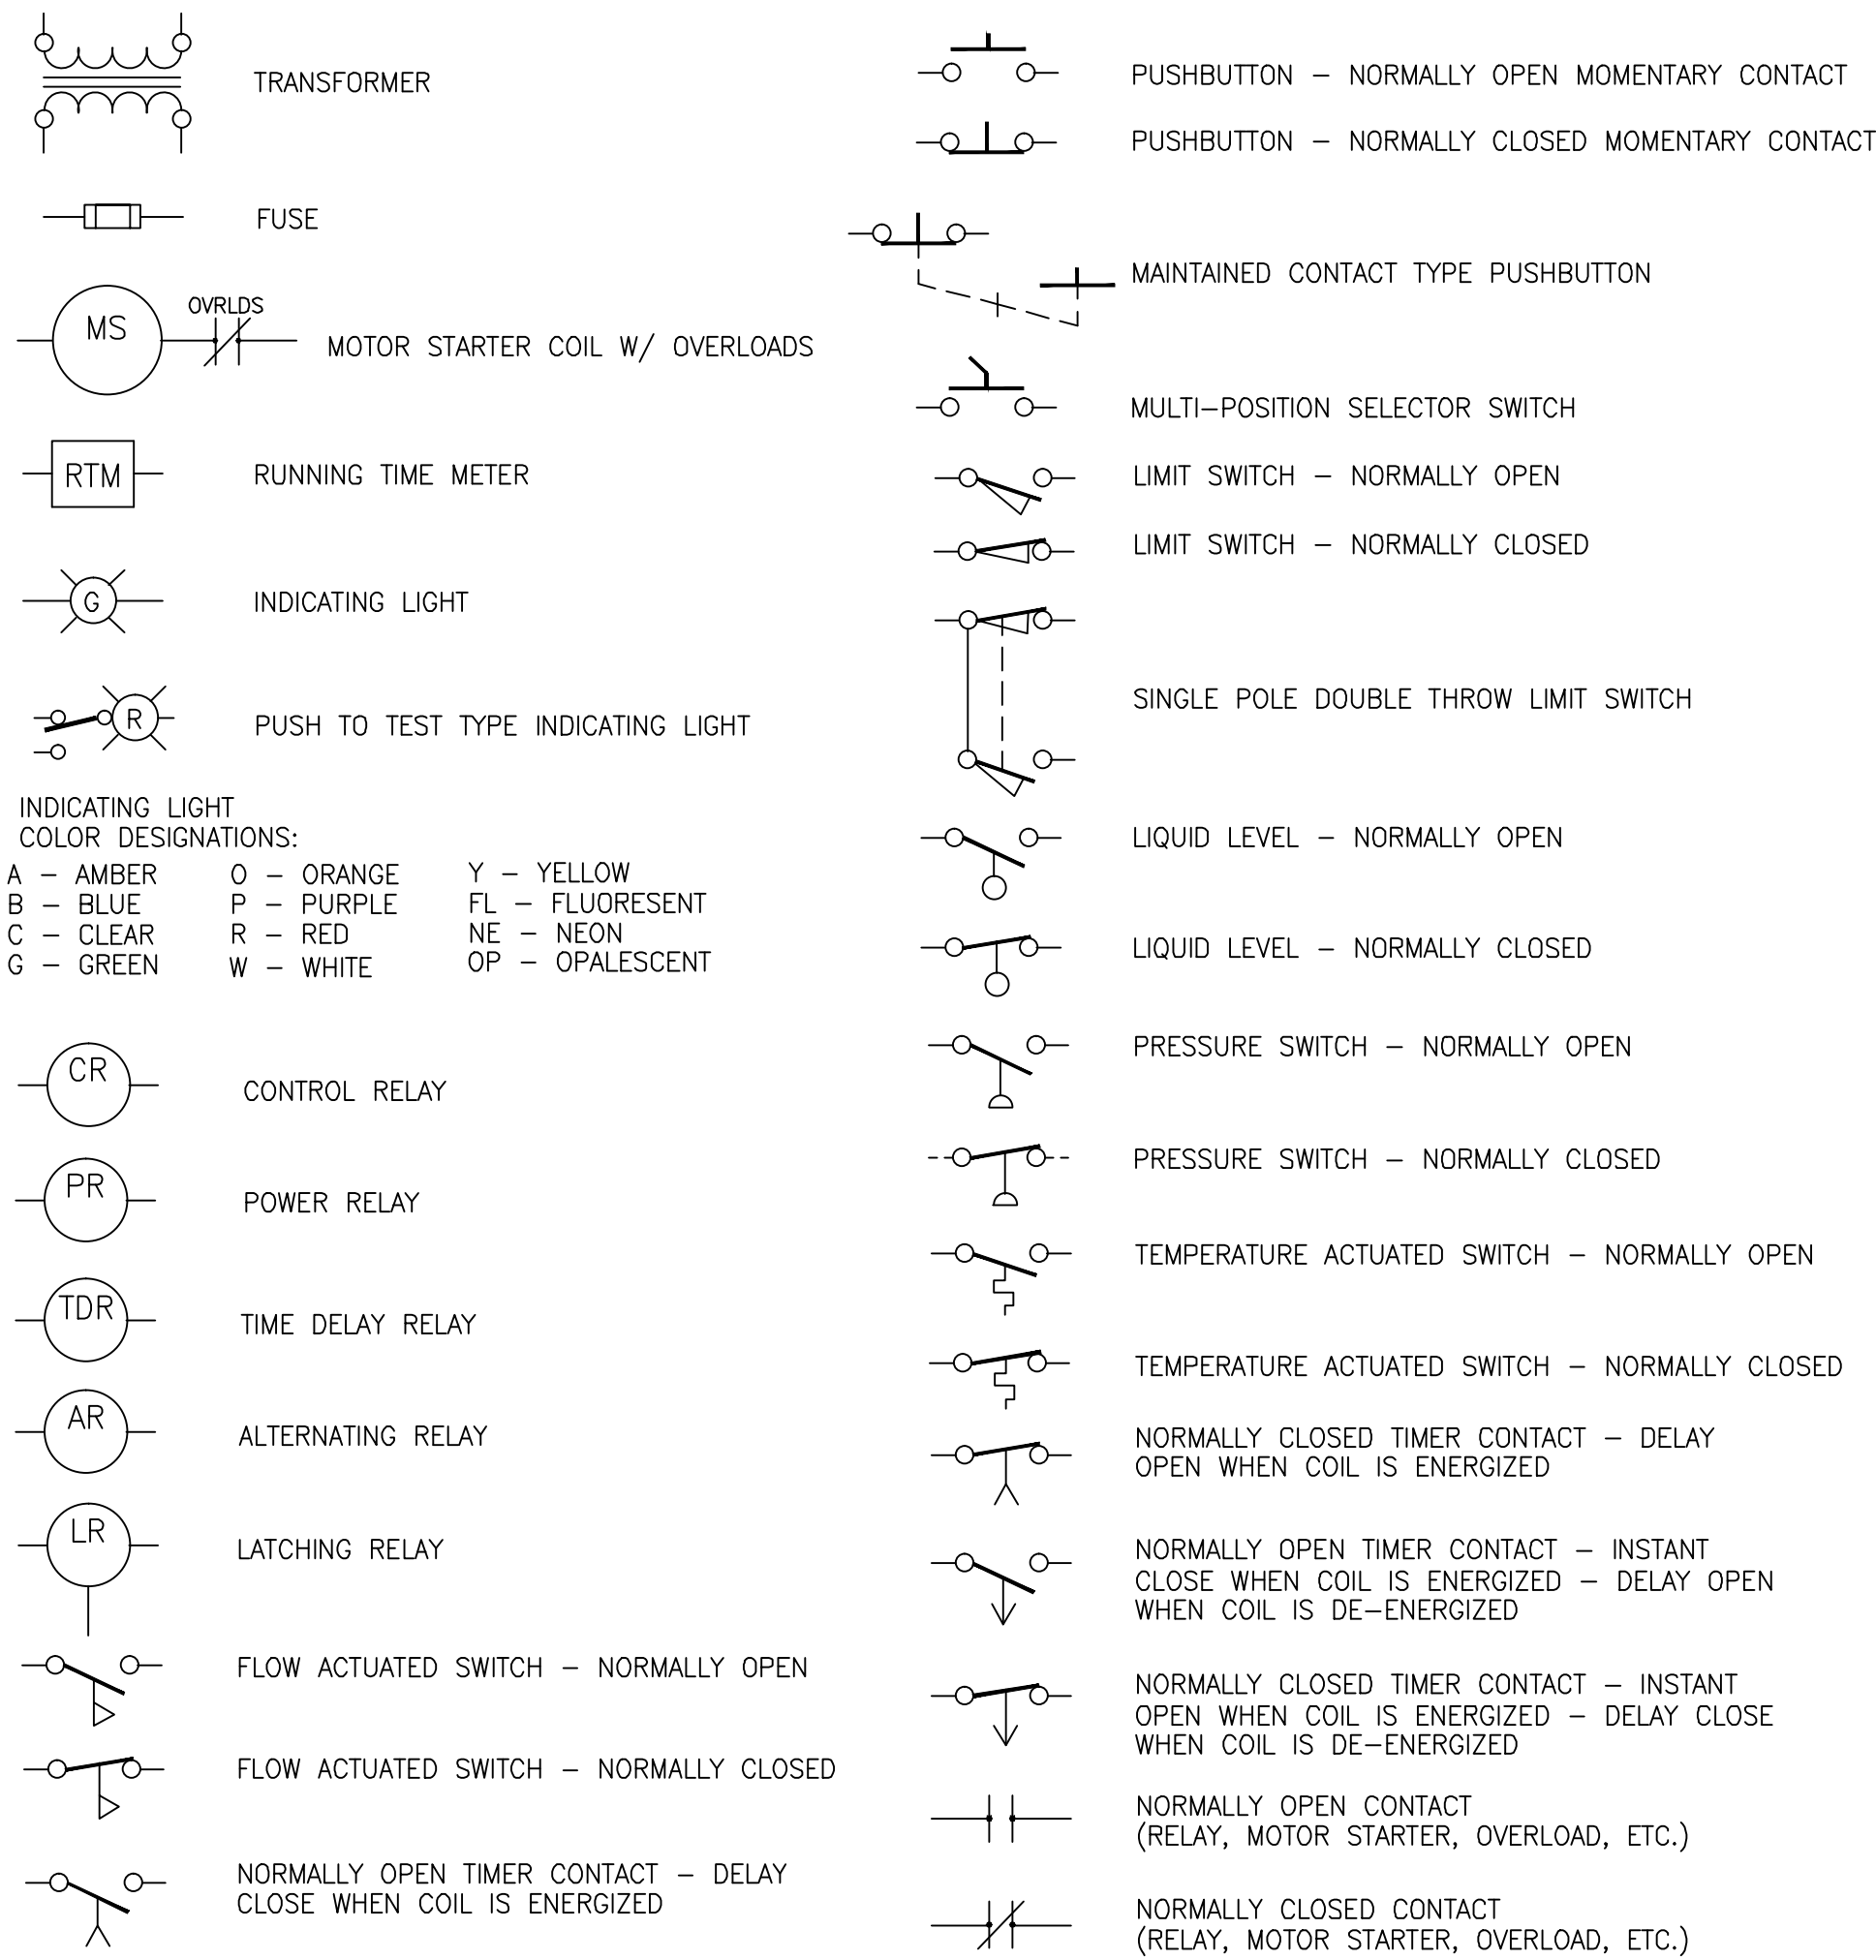 TRANSFORMER
FUSE
MS
OVRLDS
MOTOR STARTER COIL W/ OVERLOADS
RTM
RUNNING TIME METER
G
INDICATING LIGHT
R
PUSH TO TEST TYPE INDICATING LIGHT
INDICATING LIGHT
COLOR DESIGNATIONS:
A – AMBER
B – BLUE
C – CLEAR
G – GREEN
O – ORANGE
P – PURPLE
R – RED
W – WHITE
Y – YELLOW
FL – FLUORESENT
NE – NEON
OP – OPALESCENT
CR
CONTROL RELAY
PR
POWER RELAY
TDR
TIME DELAY RELAY
AR
ALTERNATING RELAY
LR
LATCHING RELAY
FLOW ACTUATED SWITCH – NORMALLY OPEN
FLOW ACTUATED SWITCH – NORMALLY CLOSED
NORMALLY OPEN TIMER CONTACT – DELAY
CLOSE WHEN COIL IS ENERGIZED
PUSHBUTTON – NORMALLY OPEN MOMENTARY CONTACT
PUSHBUTTON – NORMALLY CLOSED MOMENTARY CONTACT
MAINTAINED CONTACT TYPE PUSHBUTTON
MULTI–POSITION SELECTOR SWITCH
LIMIT SWITCH – NORMALLY OPEN
LIMIT SWITCH – NORMALLY CLOSED
SINGLE POLE DOUBLE THROW LIMIT SWITCH
LIQUID LEVEL – NORMALLY OPEN
LIQUID LEVEL – NORMALLY CLOSED
PRESSURE SWITCH – NORMALLY OPEN
PRESSURE SWITCH – NORMALLY CLOSED
TEMPERATURE ACTUATED SWITCH – NORMALLY OPEN
TEMPERATURE ACTUATED SWITCH – NORMALLY CLOSED
NORMALLY CLOSED TIMER CONTACT – DELAY
OPEN WHEN COIL IS ENERGIZED
NORMALLY OPEN TIMER CONTACT – INSTANT
CLOSE WHEN COIL IS ENERGIZED – DELAY OPEN
WHEN COIL IS DE–ENERGIZED
NORMALLY CLOSED TIMER CONTACT – INSTANT
OPEN WHEN COIL IS ENERGIZED – DELAY CLOSE
WHEN COIL IS DE–ENERGIZED
NORMALLY OPEN CONTACT
(RELAY, MOTOR STARTER, OVERLOAD, ETC.)
NORMALLY CLOSED CONTACT
(RELAY, MOTOR STARTER, OVERLOAD, ETC.)